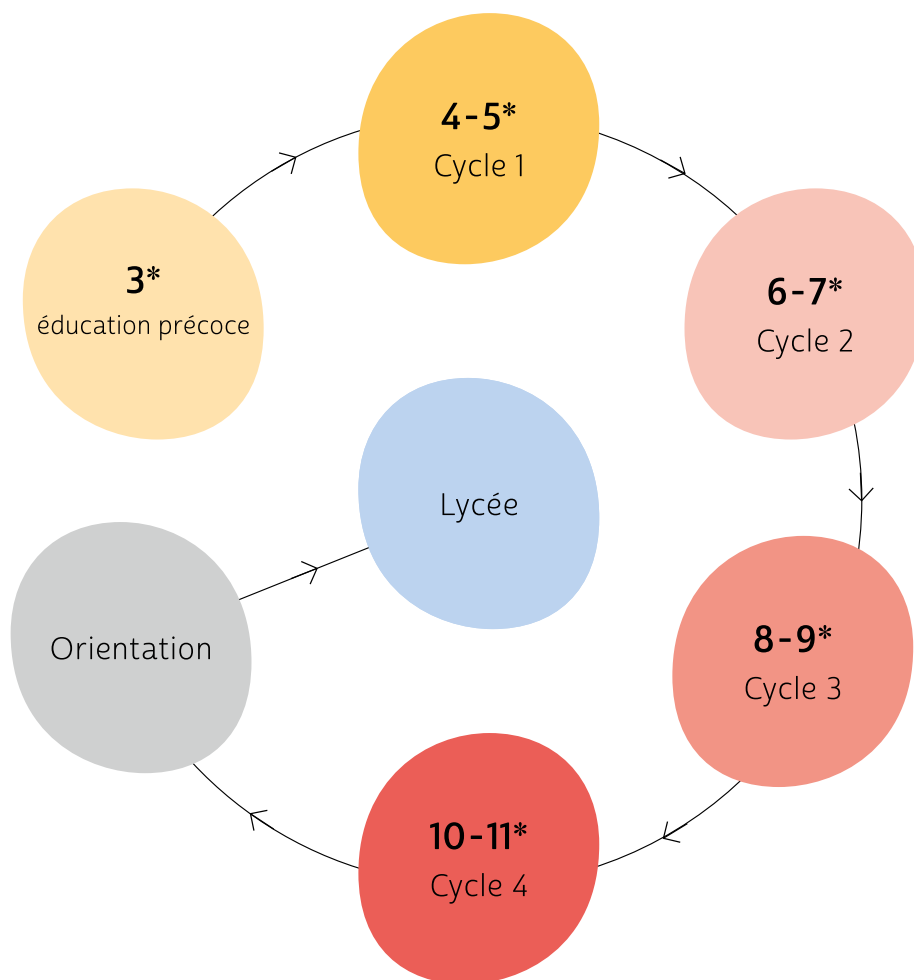 3*
éducation précoce
4-5*
Cycle 1
6-7*
Cycle 2
8-9*
Cycle 3
10-11*
Cycle 4
Orientation
Lycée